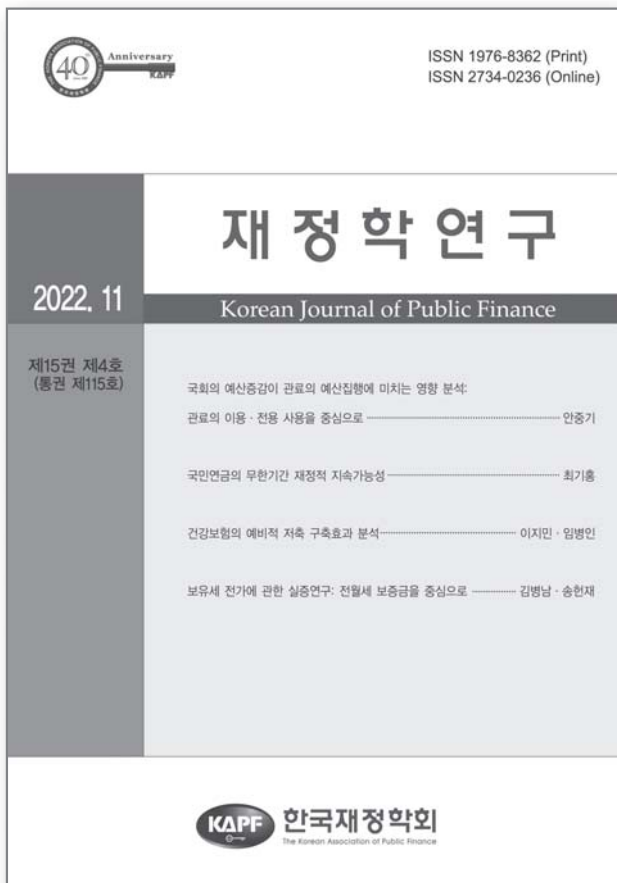 40
Anniversary
KAPF
ISSN 1976-8362 (Print)
ISSN 2734-0236 (Online)
재정학연구
2022. 11
Korean Journal of Public Finance
제15권 제4호
(통권 제115호)
국회의 예산증감이 관료의 예산집행에 미치는 영향 분석:
관료의 이용·전용 사용을 중심으로 안중기
국민연금의 무한기간 재정적 지속가능성 최기홍
건강보험의 예비적 저축 구축효과 분석 이지민·임병인
보유세 전가에 관한 실증연구: 전월세 보증금을 중심으로 김병남·송헌재
KAPF 한국재정학회
The Korean Association of Public Finance